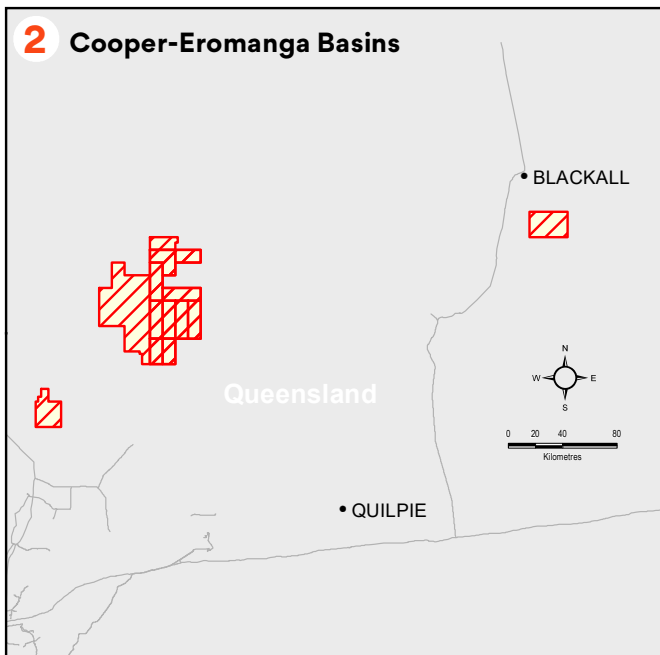 2 Cooper-Eromanga Basins
BLACKALL
N
W E
S
Queensland
0 20 40 80
Kilometres
QUILPIE